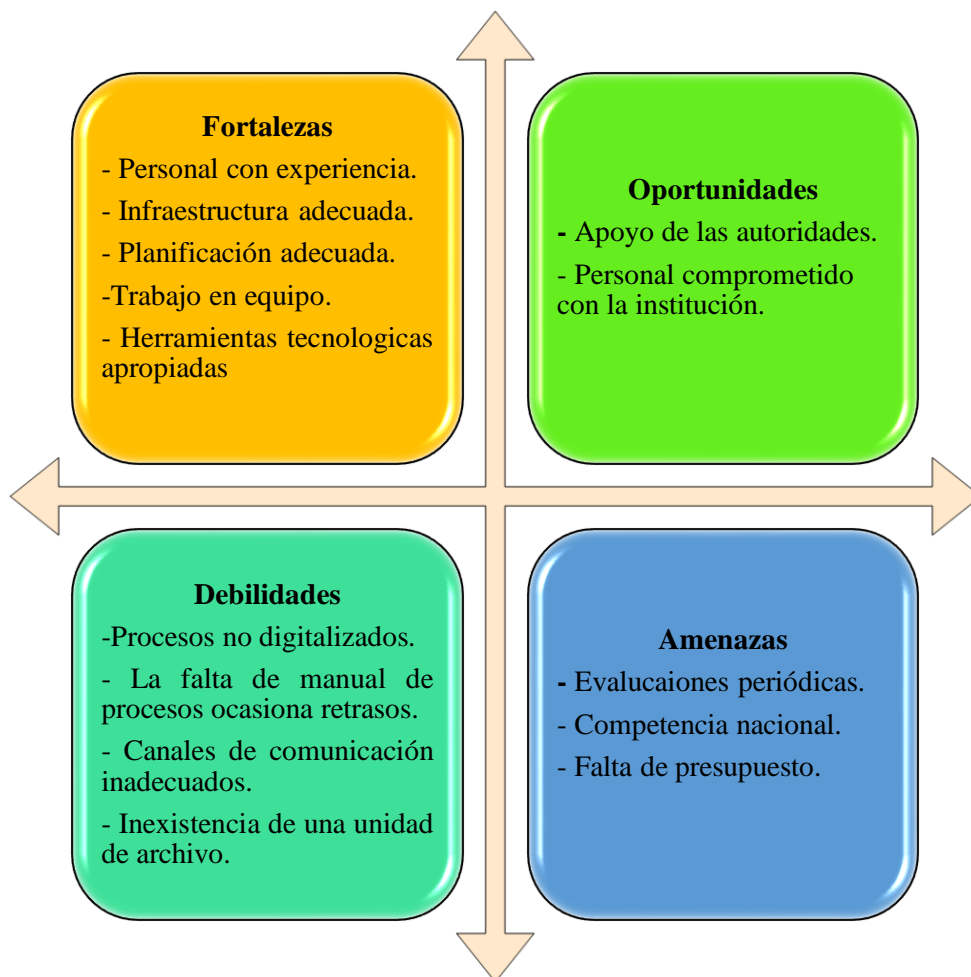 Fortalezas
- Personal con experiencia.
- Infraestructura adecuada.
- Planificación adecuada.
-Trabajo en equipo.
- Herramientas tecnologicas
apropiadas
Oportunidades
- Apoyo de las autoridades.
- Personal comprometido
con la institución.
Debilidades
-Procesos no digitalizados.
- La falta de manual de
procesos ocasiona retrasos.
- Canales de comunicación
inadecuados.
- Inexistencia de una unidad
de archivo.
Amenazas
- Evalucaiones periódicas.
- Competencia nacional.
- Falta de presupuesto.